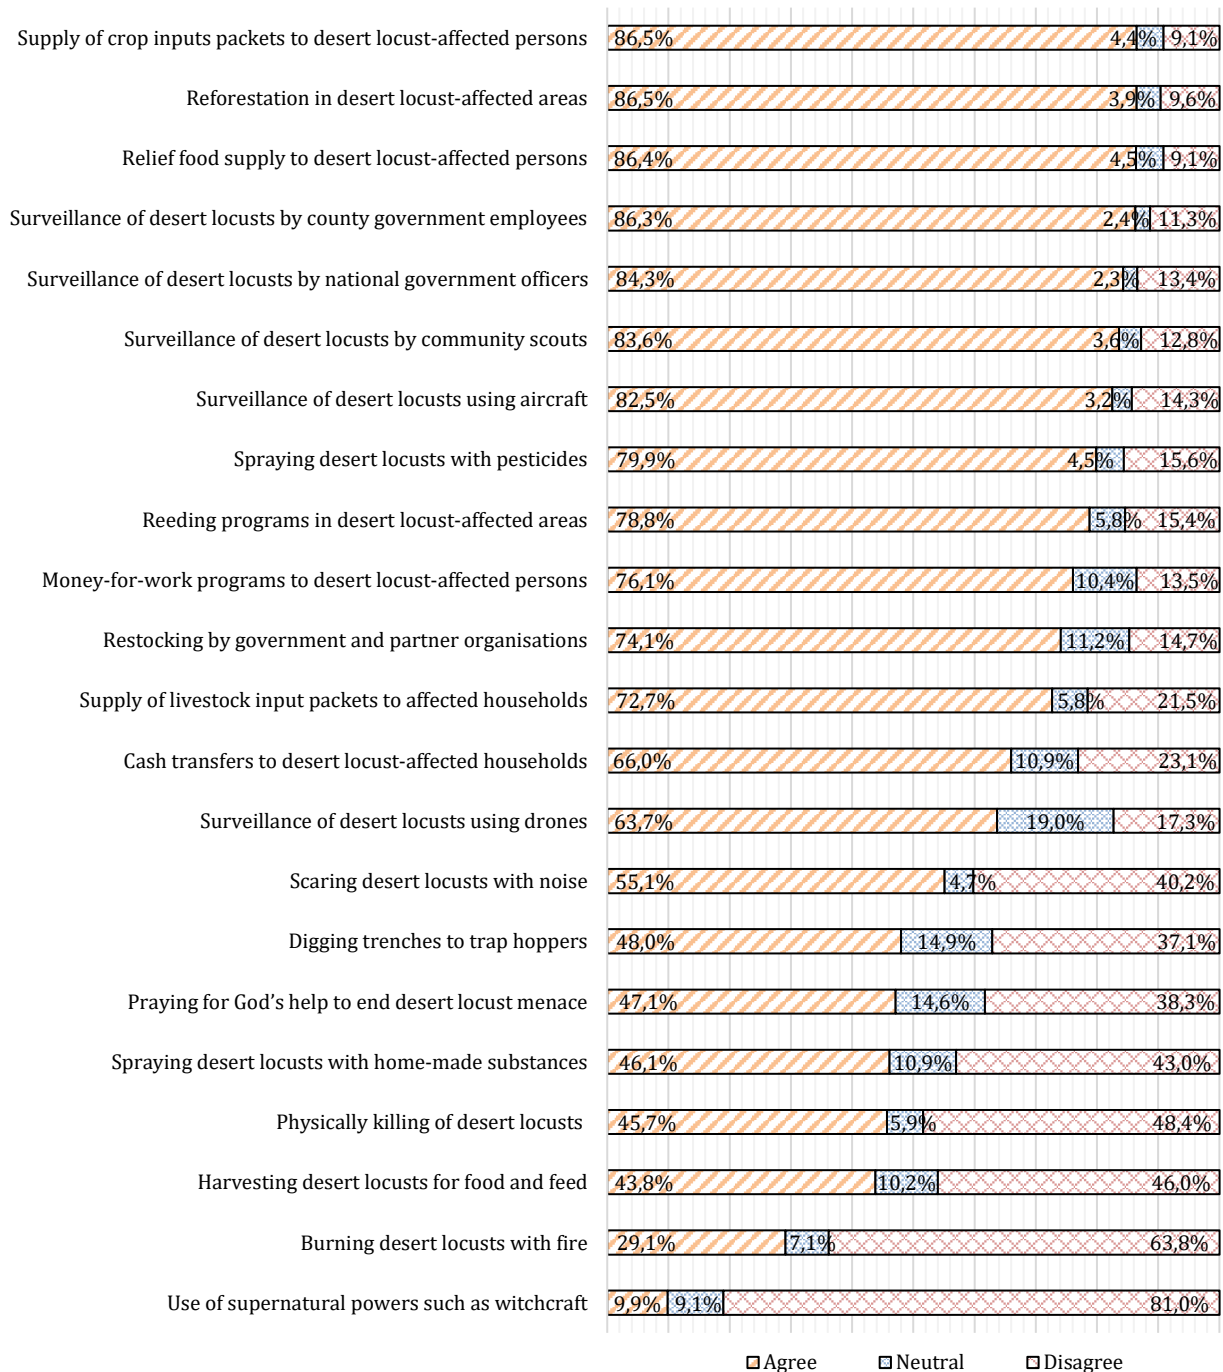 Supply of crop inputs packets to desert locust-affected persons 86,5% 4,4% 9,1%
Reforestation in desert locust-affected areas 86,5% 3,9% 9,6%
Relief food supply to desert locust-affected persons 86,4% 4,5% 9,1%
Surveillance of desert locusts by county government employees 86,3% 2,4% 11,3%
Surveillance of desert locusts by national government officers 84,3% 2,3% 13,4%
Surveillance of desert locusts by community scouts 83,6% 3,6% 12,8%
Surveillance of desert locusts using aircraft 82,5% 3,2% 14,3%
Spraying desert locusts with pesticides 79,9% 4,5% 15,6%
Reeding programs in desert locust-affected areas 78,8% 5,8% 15,4%
Money-for-work programs to desert locust-affected persons 76,1% 10,4% 13,5%
Restocking by government and partner organisations 74,1% 11,2% 14,7%
Supply of livestock input packets to affected households 72,7% 5,8% 21,5%
Cash transfers to desert locust-affected households 66,0% 10,9% 23,1%
Surveillance of desert locusts using drones 63,7% 19,0% 17,3%
Scaring desert locusts with noise 55,1% 4,7% 40,2%
Digging trenches to trap hoppers 48,0% 14,9% 37,1%
Praying for God’s help to end desert locust menace 47,1% 14,6% 38,3%
Spraying desert locusts with home-made substances 46,1% 10,9% 43,0%
Physically killing of desert locusts 45,7% 5,9% 48,4%
Harvesting desert locusts for food and feed 43,8% 10,2% 46,0%
Burning desert locusts with fire 29,1% 7,1% 63,8%
Use of supernatural powers such as witchcraft 9,9% 9,1% 81,0%
Agree Neutral Disagree